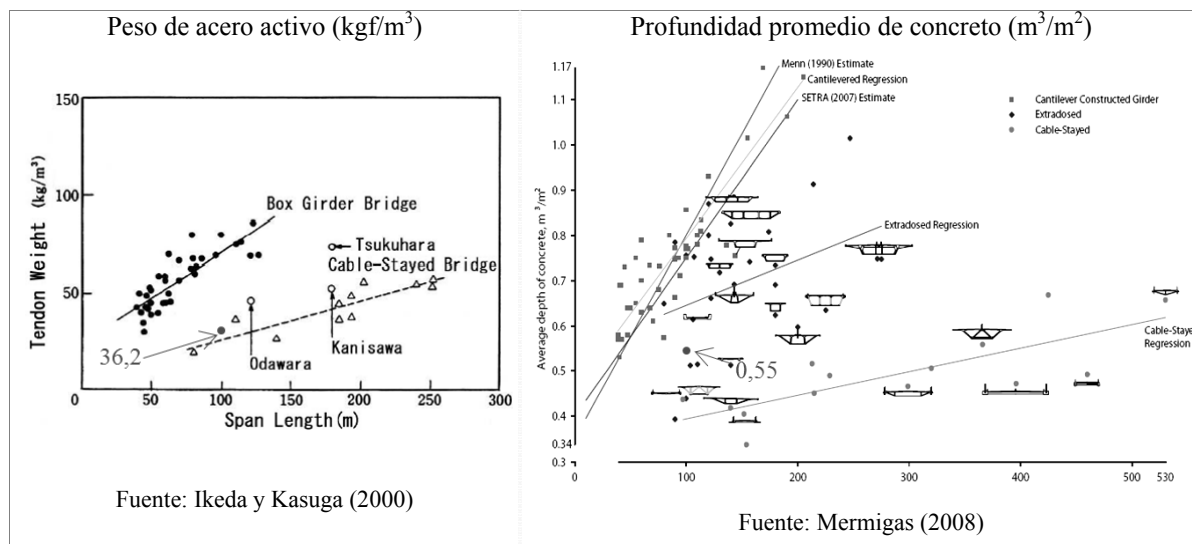 Peso de acero activo (kgf/m³)
150
100
50
0
0 50 100 150 200 250 300
Tendon Weight (kg/m³)
Span Length(m)
Box Girder Bridge
Tsukuhara
Cable-Stayed Bridge
Kanisawa
Odawara
36,2
Fuente: Ikeda y Kasuga (2000)
Profundidad promedio de concreto (m³/m²)
Menn (1990) Estimate
Cantilevered Regression
SETRA (2007) Estimate
Cantilever Constructed Girder
Extradosed
Cable-Stayed
Extradosed Regression
Cable-Staye
Regression
0,55
Average depth of concrete, m³/m²
1.17
1.1
1.0
0.9
0.8
0.7
0.6
0.5
0.4
0.34
0.3
0 100 200 300 400 500 530
Fuente: Mermigas (2008)